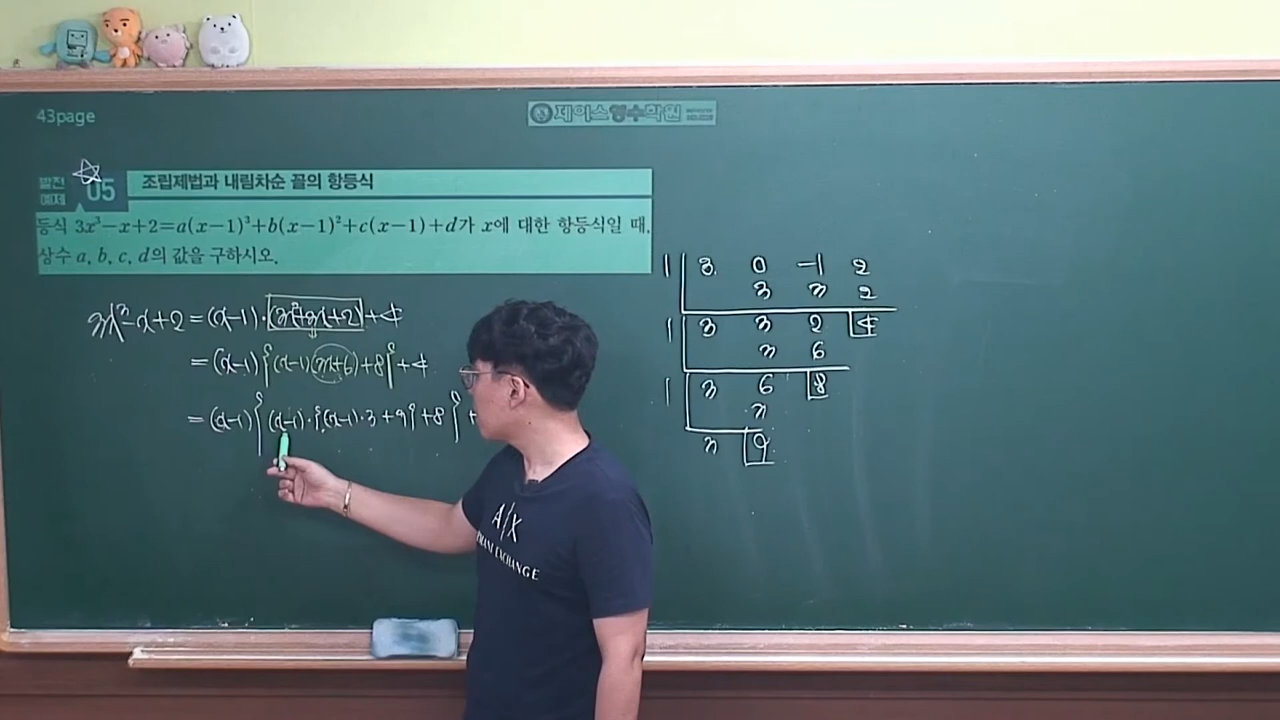 43page
제이스영수학원
발전
예제
05
조립제법과 내림차순 꼴의 항등식
등식 3x³-x+2=a(x-1)³+b(x-1)²+c(x-1)+d가 x에 대한 항등식일 때,
상수 a, b, c, d의 값을 구하시오.
3x³-x+2=(x-1)·(3x²+3x+2)+4
=(x-1){(x-1)(3x+6)+8}+4
=(x-1){(x-1)·{(x-1)·3+9}+8}+
1 3 0 -1 2
3 3 2
1 3 3 2 4
3 6
1 3 6 8
3
3 9
A|X
EXCHANGE